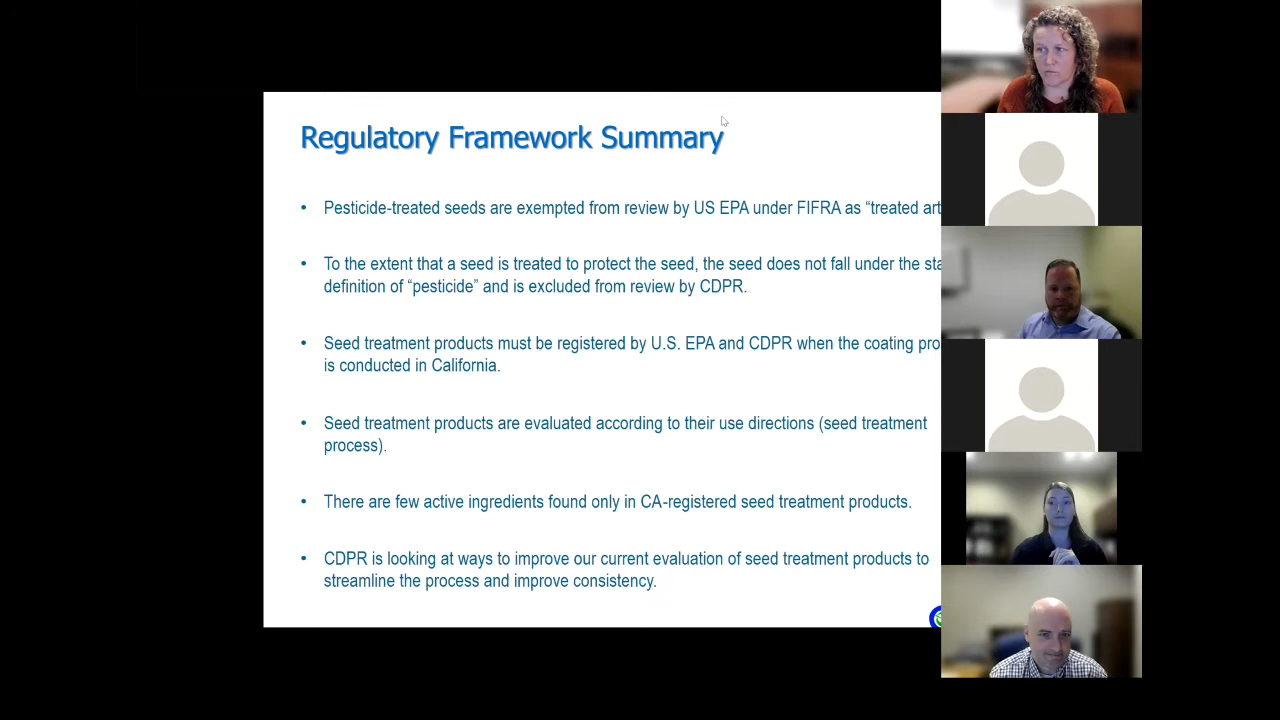 Regulatory Framework Summary
• Pesticide-treated seeds are exempted from review by US EPA under FIFRA as “treated art
• To the extent that a seed is treated to protect the seed, the seed does not fall under the sta
definition of “pesticide” and is excluded from review by CDPR.
• Seed treatment products must be registered by U.S. EPA and CDPR when the coating pro
is conducted in California.
• Seed treatment products are evaluated according to their use directions (seed treatment
process).
• There are few active ingredients found only in CA-registered seed treatment products.
• CDPR is looking at ways to improve our current evaluation of seed treatment products to
streamline the process and improve consistency.